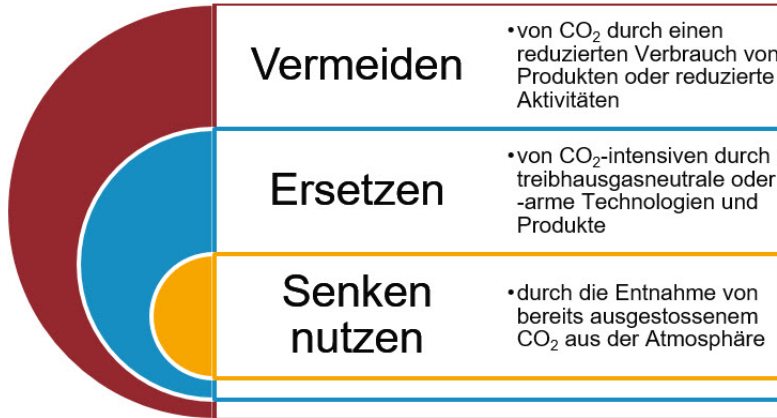 Vermeiden
•von CO₂ durch einen
reduzierten Verbrauch von
Produkten oder reduzierte
Aktivitäten
Ersetzen
•von CO₂-intensiven durch
treibhausgasneutrale oder
-arme Technologien und
Produkte
Senken
nutzen
•durch die Entnahme von
bereits ausgestossenem
CO₂ aus der Atmosphäre